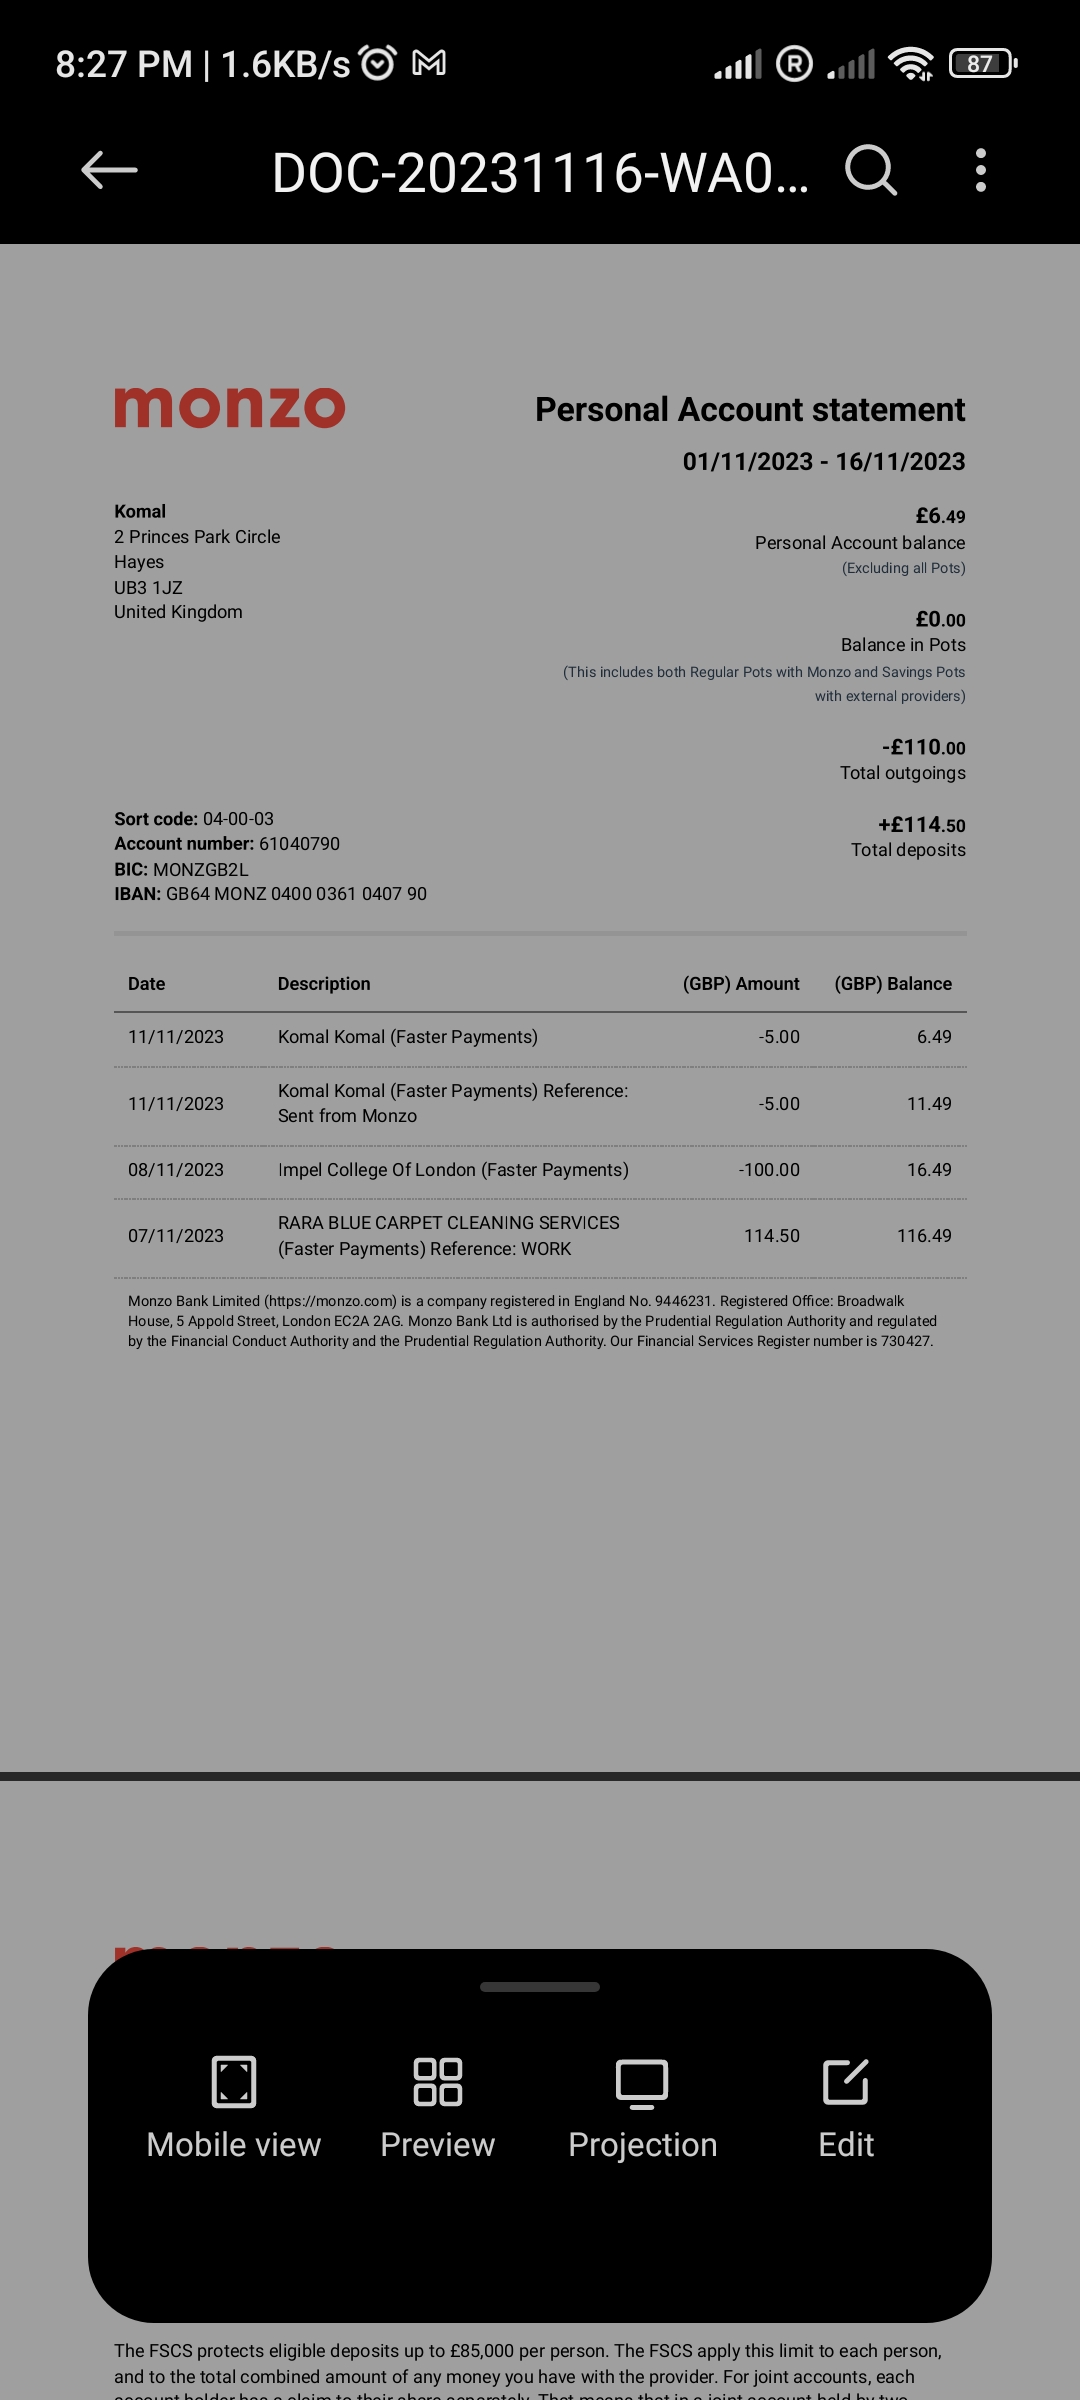 8:27 PM | 1.6KB/s
87
DOC-20231116-WA0...
monzo
Personal Account statement
01/11/2023 - 16/11/2023
Komal
2 Princes Park Circle
Hayes
UB3 1JZ
United Kingdom
£6.49
Personal Account balance
(Excluding all Pots)
£0.00
Balance in Pots
(This includes both Regular Pots with Monzo and Savings Pots
with external providers)
-£110.00
Total outgoings
+£114.50
Total deposits
Sort code: 04-00-03
Account number: 61040790
BIC: MONZGB2L
IBAN: GB64 MONZ 0400 0361 0407 90
Date Description (GBP) Amount (GBP) Balance
11/11/2023 Komal Komal (Faster Payments) -5.00 6.49
11/11/2023 Komal Komal (Faster Payments) Reference:
Sent from Monzo -5.00 11.49
08/11/2023 Impel College Of London (Faster Payments) -100.00 16.49
07/11/2023 RARA BLUE CARPET CLEANING SERVICES
(Faster Payments) Reference: WORK 114.50 116.49
Monzo Bank Limited (https://monzo.com) is a company registered in England No. 9446231. Registered Office: Broadwalk
House, 5 Appold Street, London EC2A 2AG. Monzo Bank Ltd is authorised by the Prudential Regulation Authority and regulated
by the Financial Conduct Authority and the Prudential Regulation Authority. Our Financial Services Register number is 730427.
Mobile view
Preview
Projection
Edit
The FSCS protects eligible deposits up to £85,000 per person. The FSCS apply this limit to each person,
and to the total combined amount of any money you have with the provider. For joint accounts, each